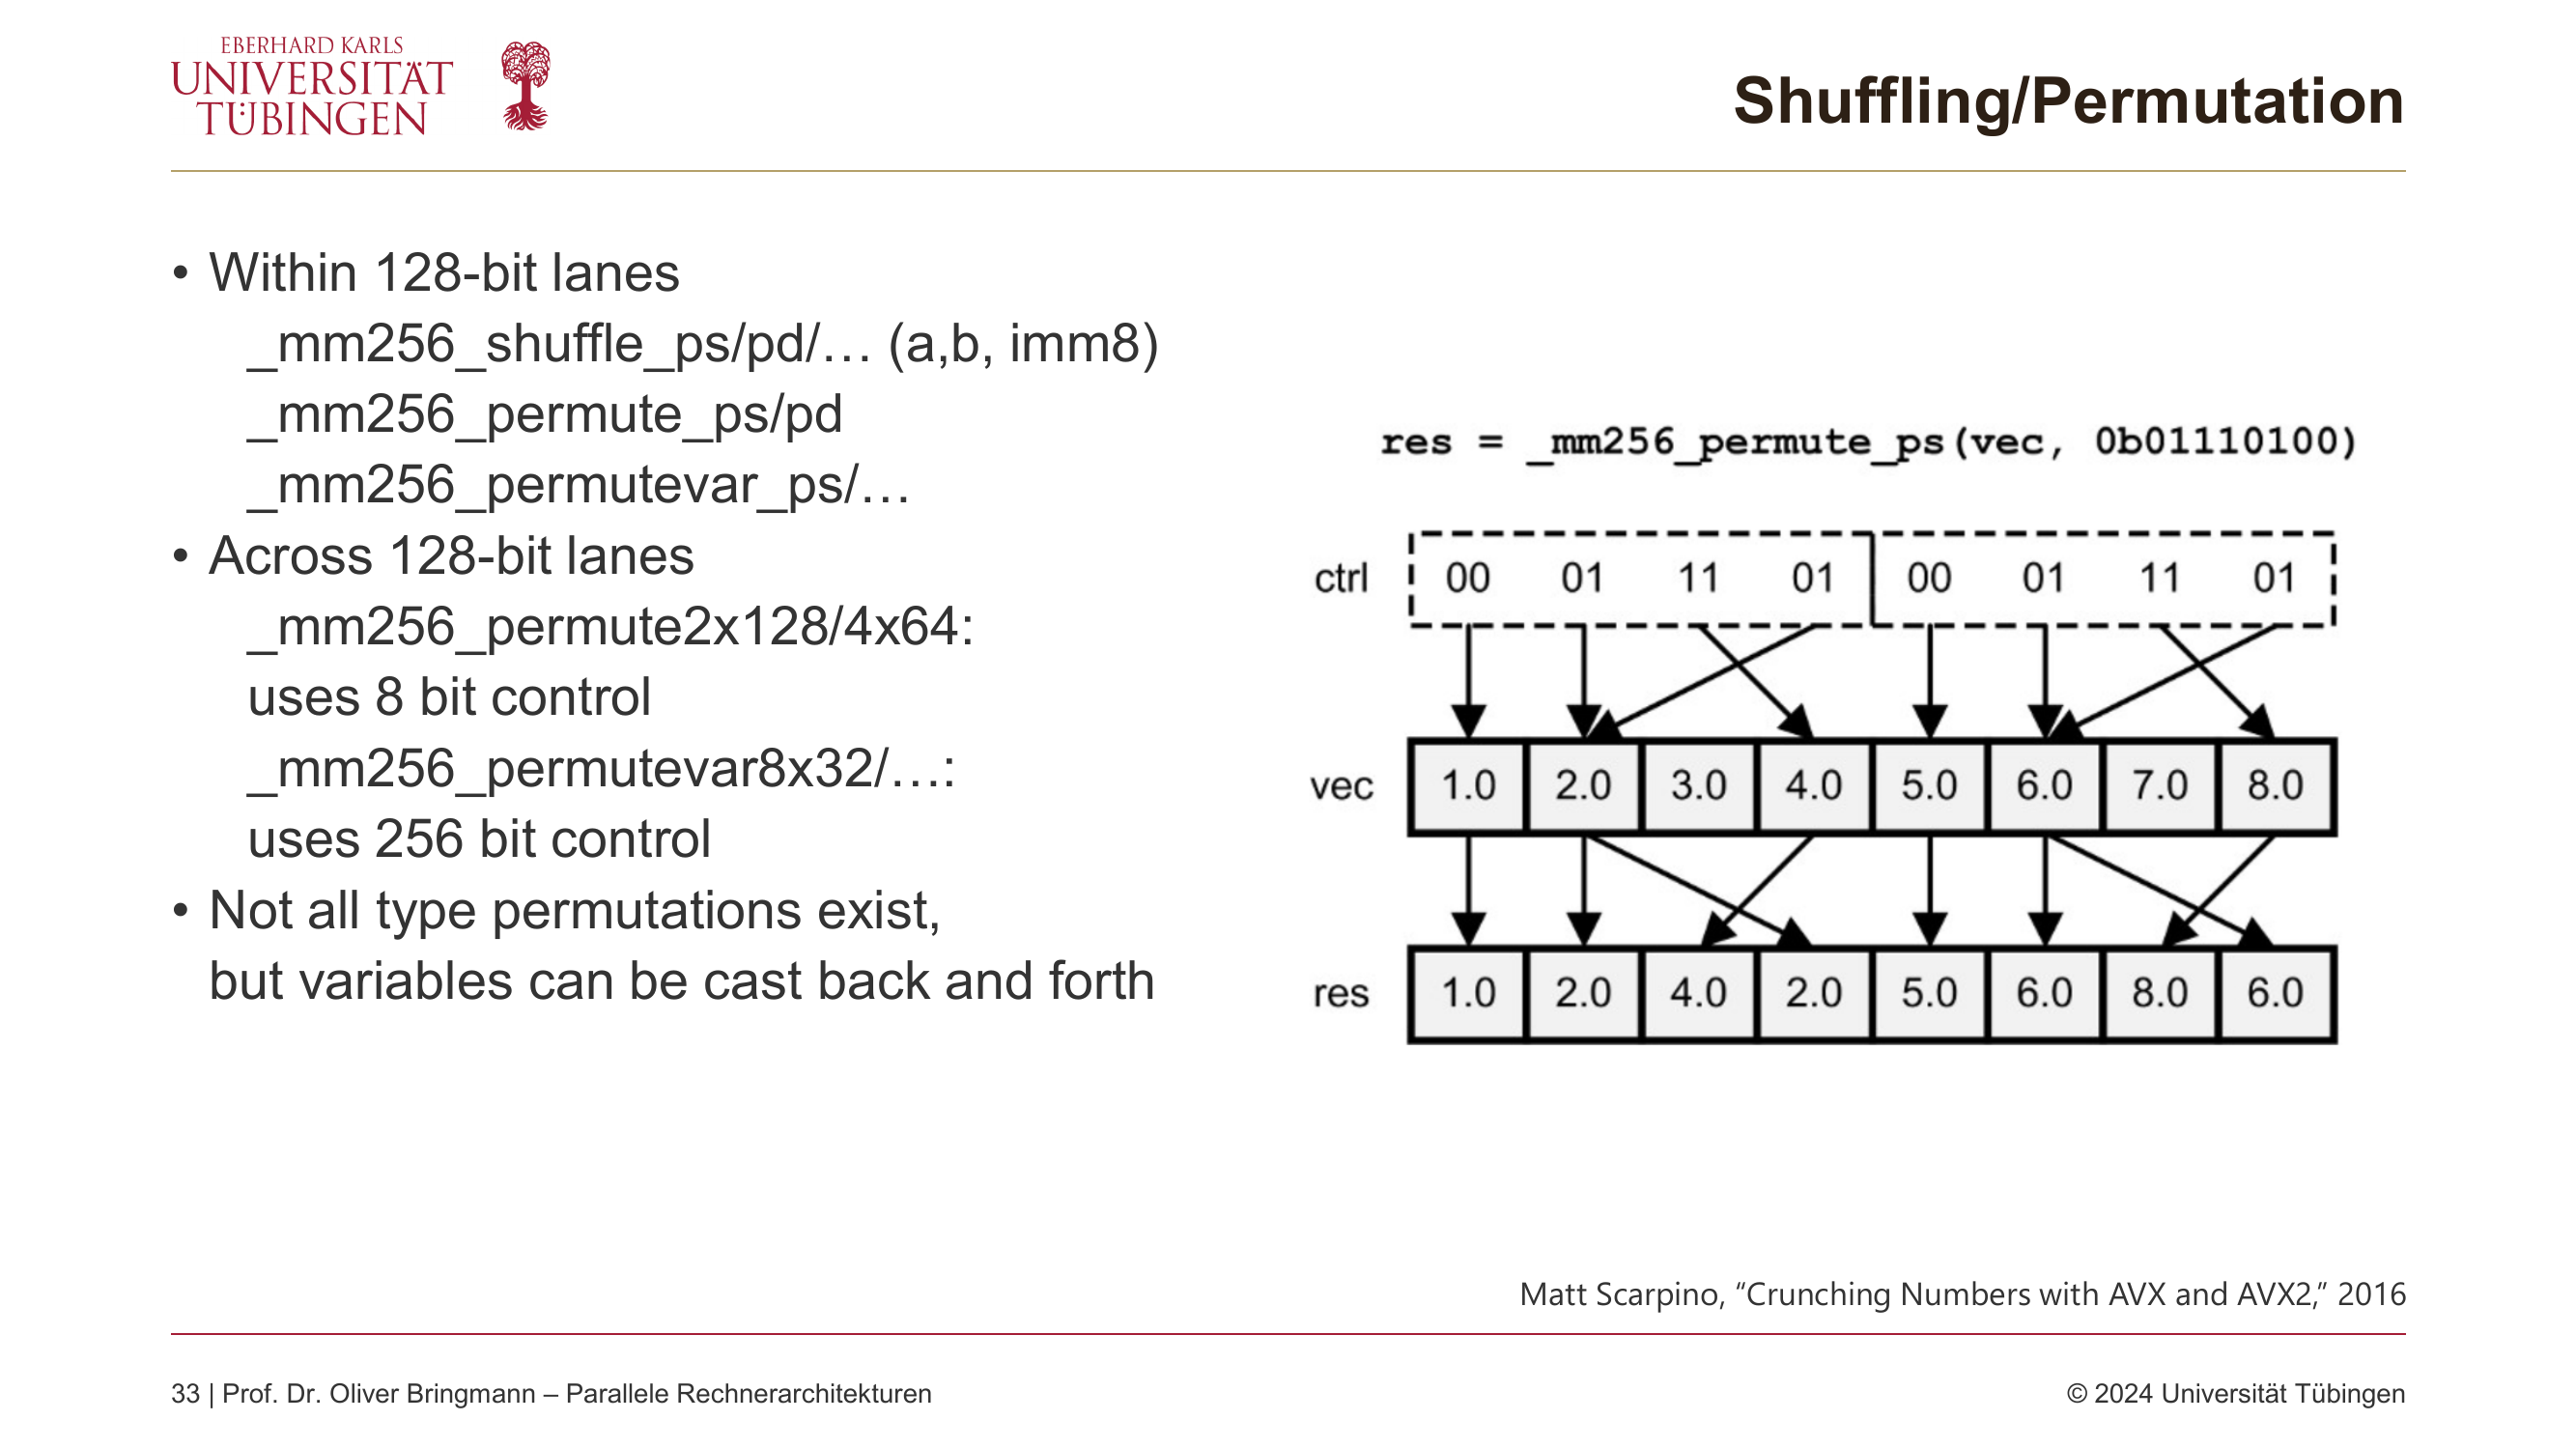 EBERHARD KARLS
UNIVERSITÄT
TÜBINGEN
Shuffling/Permutation
• Within 128-bit lanes
_mm256_shuffle_ps/pd/… (a,b, imm8)
_mm256_permute_ps/pd
_mm256_permutevar_ps/…
• Across 128-bit lanes
_mm256_permute2x128/4x64:
uses 8 bit control
_mm256_permutevar8x32/…:
uses 256 bit control
• Not all type permutations exist,
but variables can be cast back and forth
res = _mm256_permute_ps(vec, 0b01110100)
ctrl 00 01 11 01 00 01 11 01
vec 1.0 2.0 3.0 4.0 5.0 6.0 7.0 8.0
res 1.0 2.0 4.0 2.0 5.0 6.0 8.0 6.0
Matt Scarpino, “Crunching Numbers with AVX and AVX2,” 2016
33 | Prof. Dr. Oliver Bringmann – Parallele Rechnerarchitekturen
© 2024 Universität Tübingen